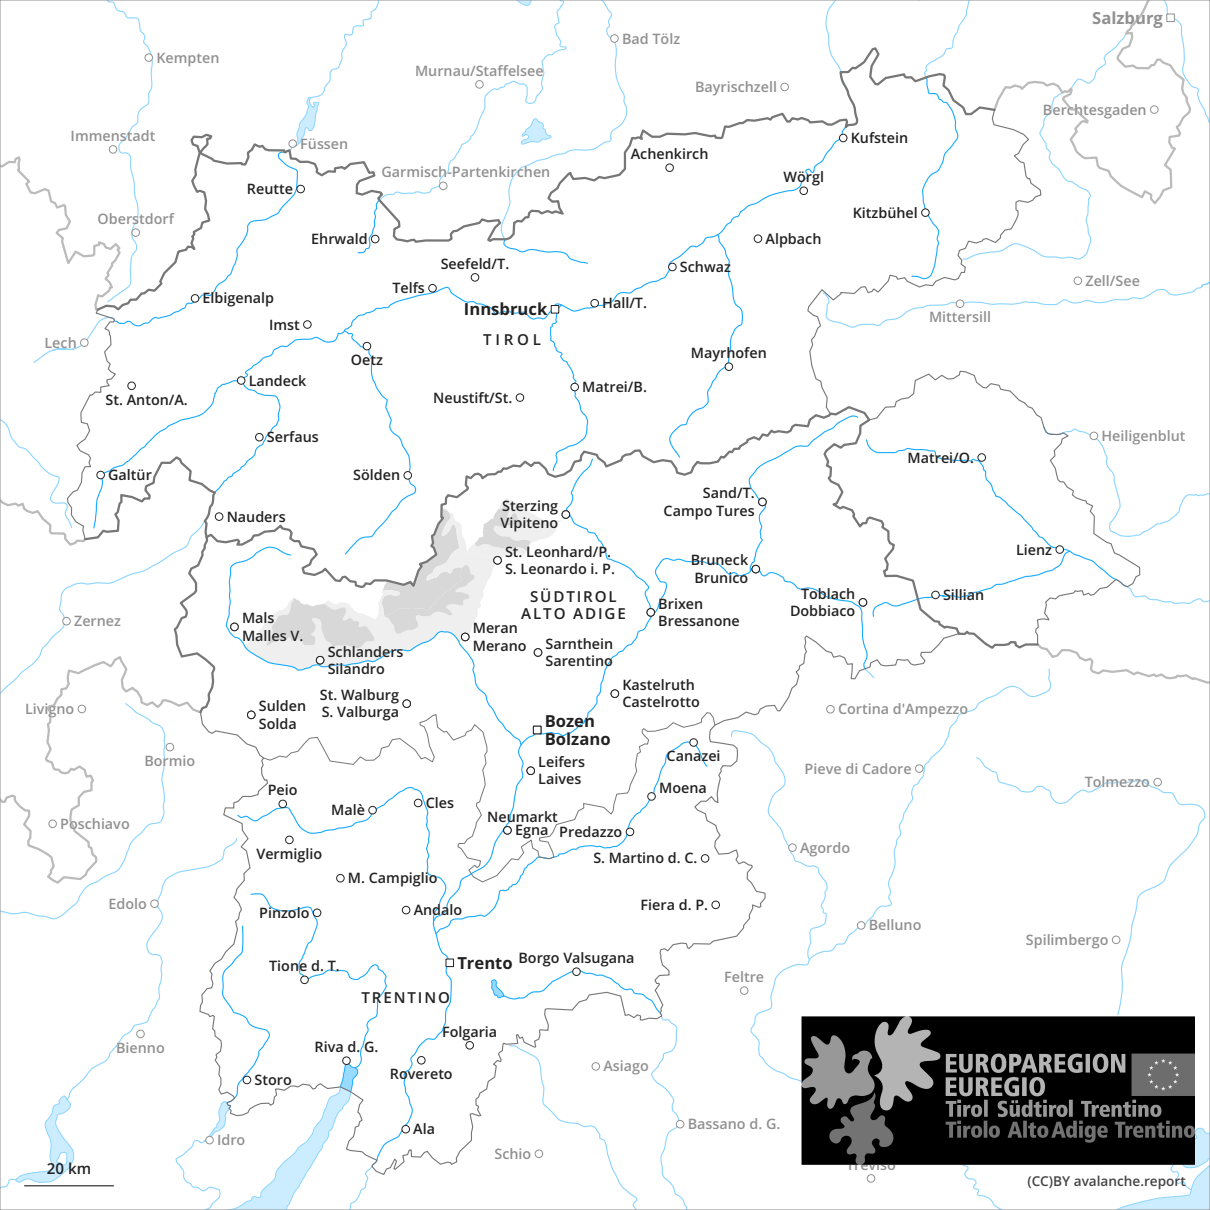 Salzburg
Bad Tölz
Kempten
Murnau/Staffelsee
Bayrischzell
Berchtesgaden
Immenstadt
Füssen
Kufstein
Achenkirch
Garmisch-Partenkirchen
Wörgl
Reutte
Oberstdorf
Kitzbühel
Ehrwald
Alpbach
Seefeld/T.
Schwaz
Zell/See
Telfs
Elbigenalp
Hall/T.
Innsbruck
Mittersill
Imst
TIROL
Lech
Oetz
Mayrhofen
Landeck
Matrei/B.
St. Anton/A.
Neustift/St.
Serfaus
Heiligenblut
Matrei/O.
Galtür
Sölden
Sand/T.
Campo Tures
Sterzing
Vipiteno
Nauders
Lienz
St. Leonhard/P.
S. Leonardo i. P.
Bruneck
Brunico
SÜDTIROL
ALTO ADIGE
Toblach
Dobbiaco
Sillian
Brixen
Bressanone
Zernez
Mals
Malles V.
Meran
Merano
Sarnthein
Sarentino
Schlanders
Silandro
Kastelruth
Castelrotto
St. Walburg
S. Valburga
Sulden
Solda
Livigno
Cortina d'Ampezzo
Bozen
Bolzano
Bormio
Canazei
Leifers
Laives
Pieve di Cadore
Tolmezzo
Peio
Moena
Malè
Cles
Neumarkt
Egna
Poschiavo
Predazzo
Vermiglio
Agordo
S. Martino d. C.
M. Campiglio
Edolo
Fiera d. P.
Pinzolo
Andalo
Belluno
Spilimbergo
Trento
Borgo Valsugana
Tione d. T.
Feltre
TRENTINO
Folgaria
Bienno
Riva d. G.
Rovereto
Asiago
Storo
EUROPAREGION
EUREGIO
Tirol Südtirol Trentino
Tirolo Alto Adige Trentino
Bassano d. G.
Ala
Idro
Schio
Treviso
20 km
(CC)BY avalanche.report